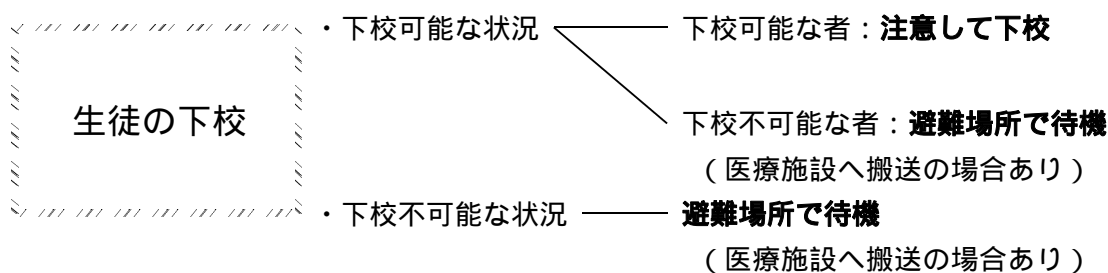 ・下校可能な状況 下校可能な者：注意して下校
生徒の下校
下校不可能な者：避難場所で待機
（医療施設へ搬送の場合あり）
・下校不可能な状況 避難場所で待機
（医療施設へ搬送の場合あり）